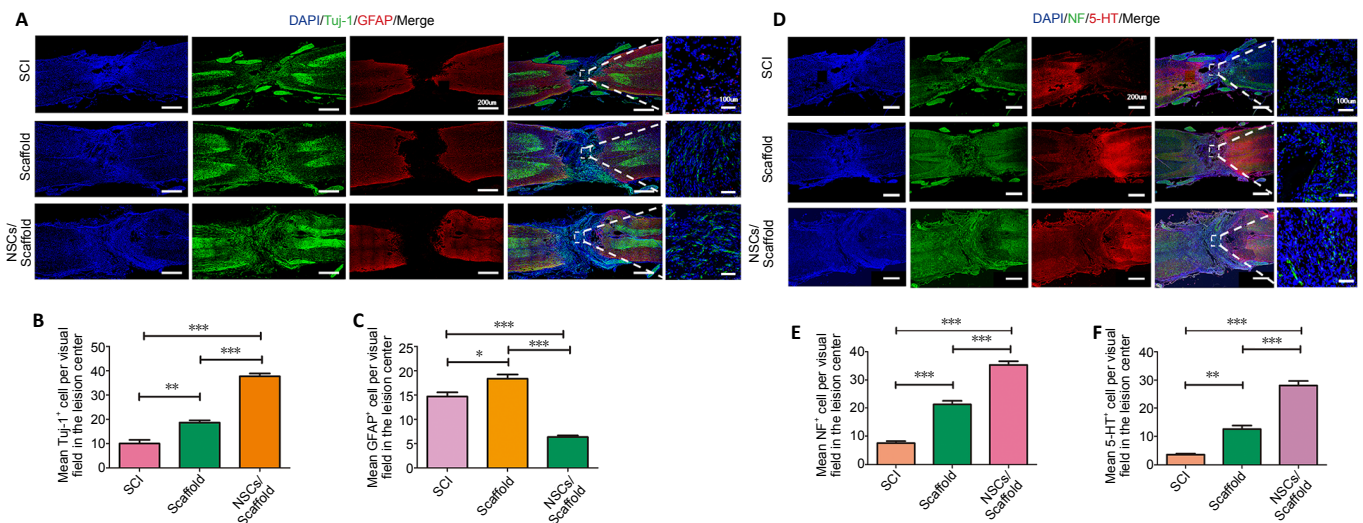 A
DAPI/Tuj-1/GFAP/Merge
SCI
200um
100um
Scaffold
NSCs/
Scaffold
D
DAPI/NF/5-HT/Merge
SCI
200um
100um
Scaffold
NSCs/
Scaffold
B
Mean Tuj-1+ cell per visual
field in the leision center
50
40
30
20
10
0
**
***
***
SCI
Scaffold
NSCs/
Scaffold
C
Mean GFAP+ cell per visual
field in the leision center
25
20
15
10
5
0
*
***
***
SCI
Scaffold
NSCs/
Scaffold
E
Mean NF+ cell per visual
field in the leision center
40
30
20
10
0
***
***
***
SCI
Scaffold
NSCs/
Scaffold
F
Mean 5-HT+ cell per visual
field in the leision center
40
30
20
10
0
**
***
***
SCI
Scaffold
NSCs/
Scaffold